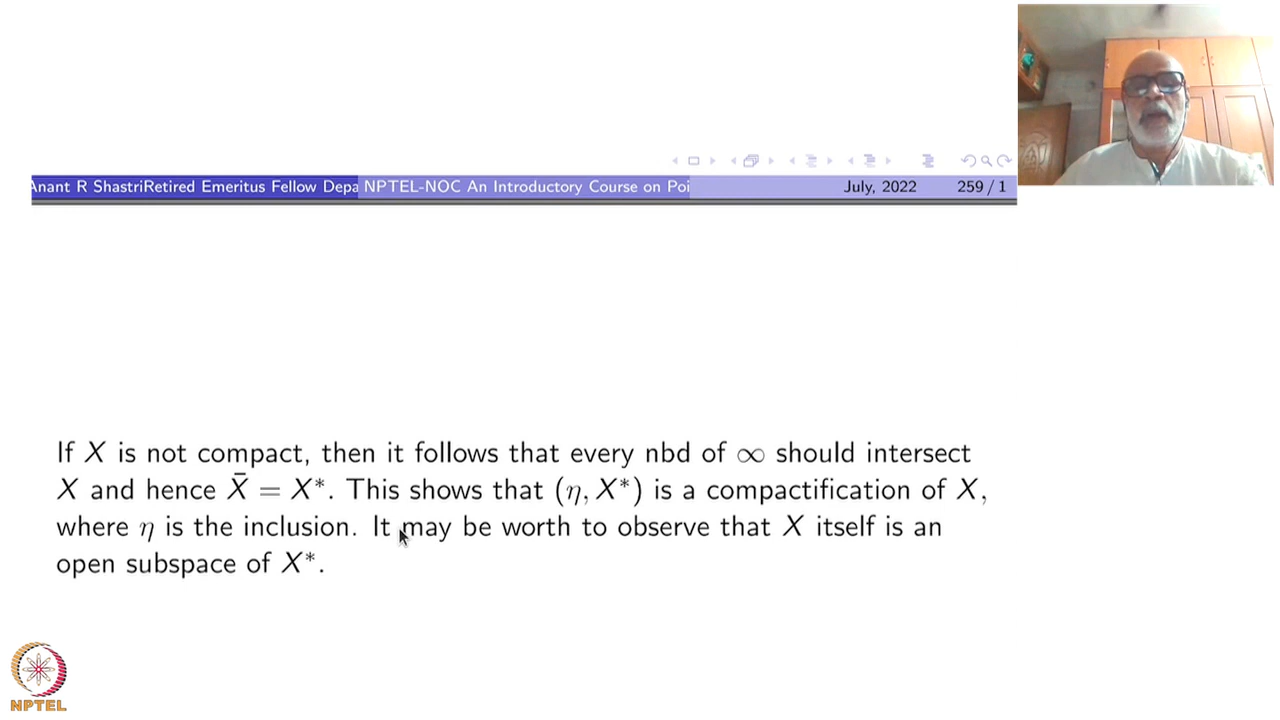 Anant R ShastriRetired Emeritus Fellow Depa NPTEL-NOC An Introductory Course on Poi July, 2022 259 / 1
If X is not compact, then it follows that every nbd of ∞ should intersect
X and hence X̄ = X*. This shows that (η, X*) is a compactification of X,
where η is the inclusion. It may be worth to observe that X itself is an
open subspace of X*.
NPTEL